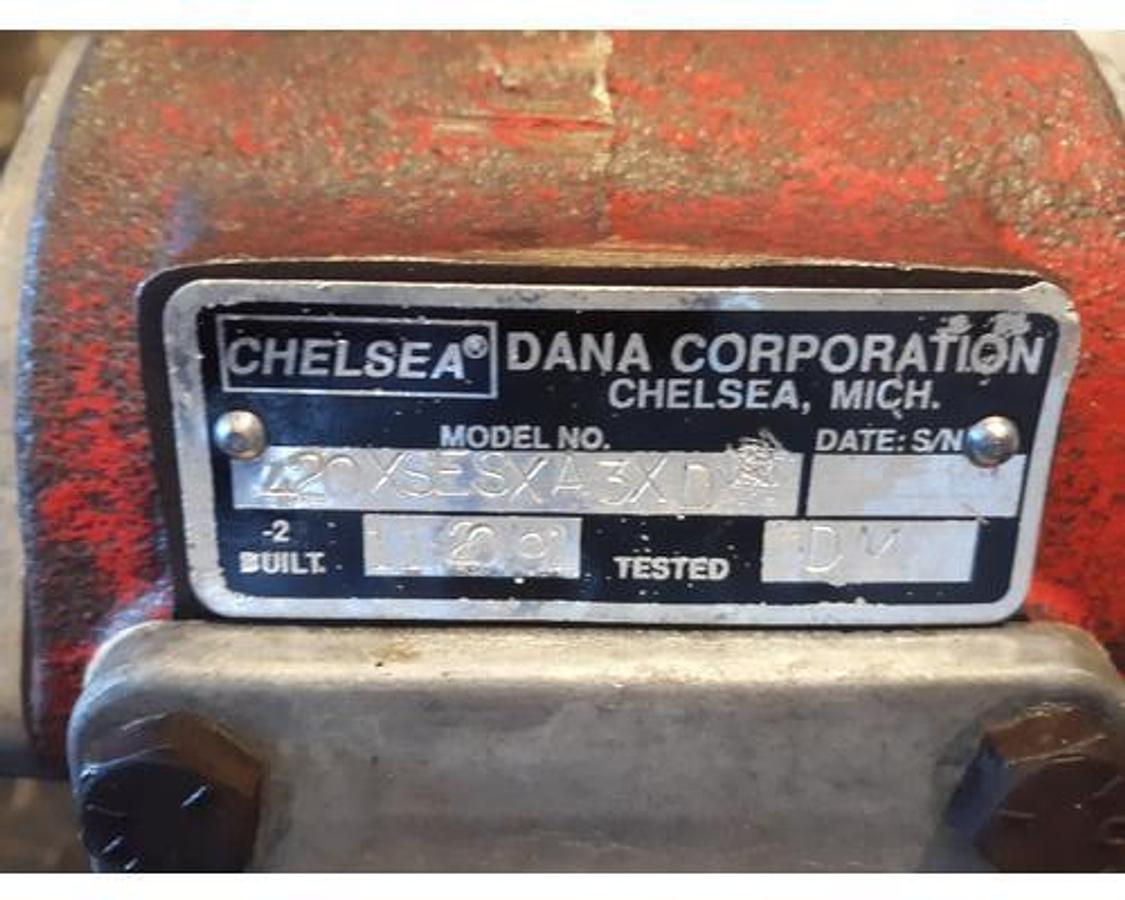 CHELSEA® DANA CORPORATION
CHELSEA, MICH.
MODEL NO. DATE: S/N
420XSESXA3XD
-2
BUILT. TESTED